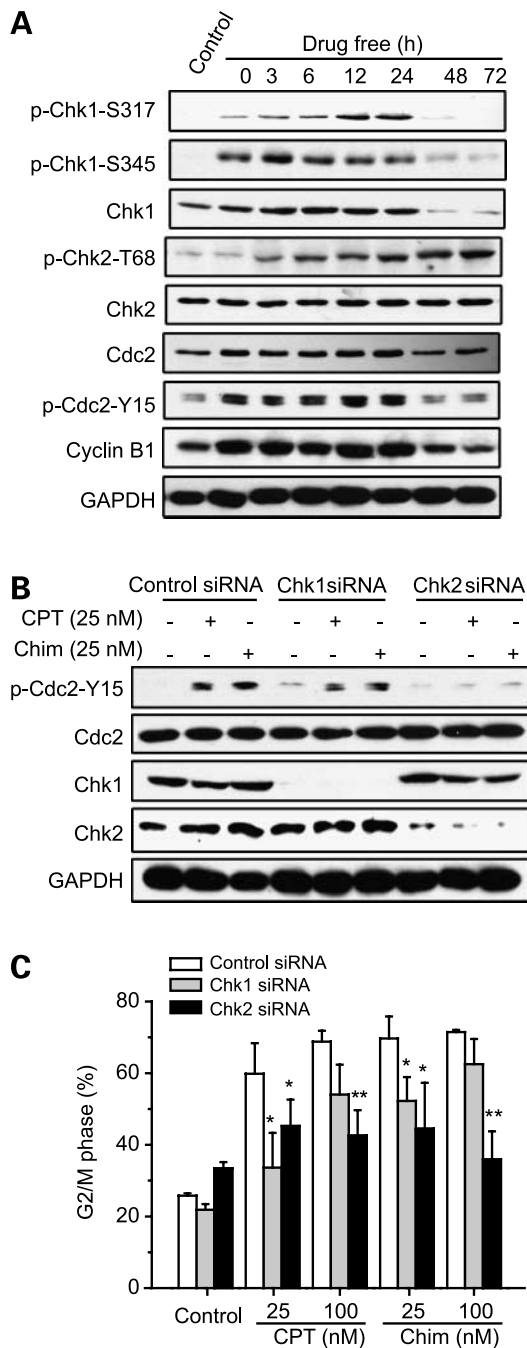 A
Control
Drug free (h)
0 3 6 12 24 48 72
p-Chk1-S317
p-Chk1-S345
Chk1
p-Chk2-T68
Chk2
Cdc2
p-Cdc2-Y15
Cyclin B1
GAPDH
B
Control siRNA Chk1siRNA Chk2siRNA
CPT (25 nM) - + - - + - - + -
Chim (25 nM) - - + - - + - - +
p-Cdc2-Y15
Cdc2
Chk1
Chk2
GAPDH
C
Control siRNA
Chk1 siRNA
Chk2 siRNA
G2/M phase (%)
80
60
40
20
0
* * ** * * **
Control 25 100 25 100
CPT (nM) Chim (nM)